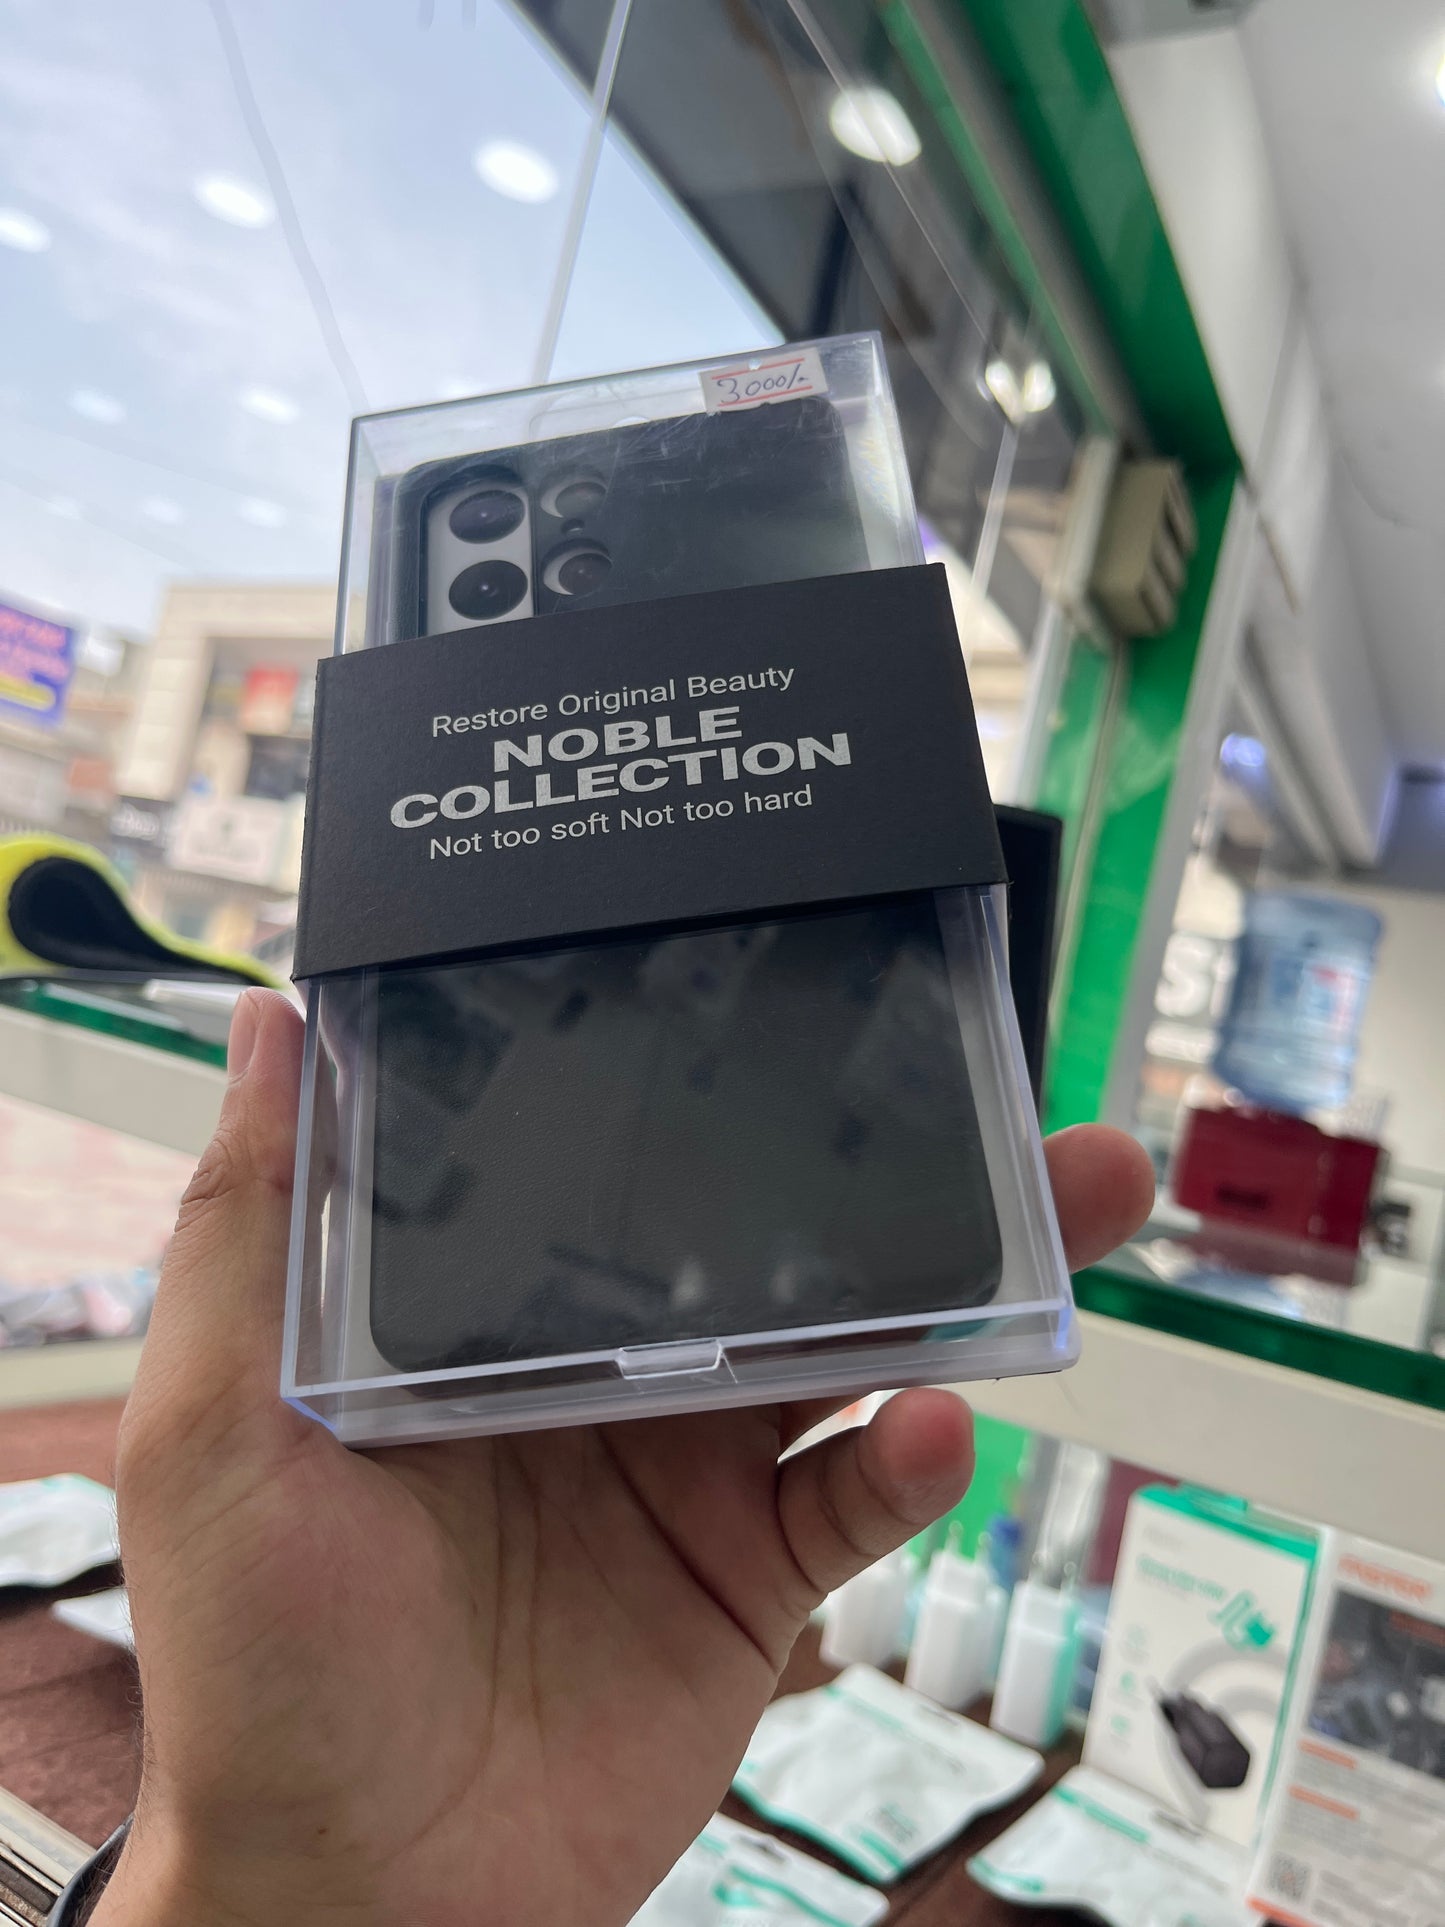 3000/-
Restore Original Beauty
NOBLE
COLLECTION
Not too soft Not too hard